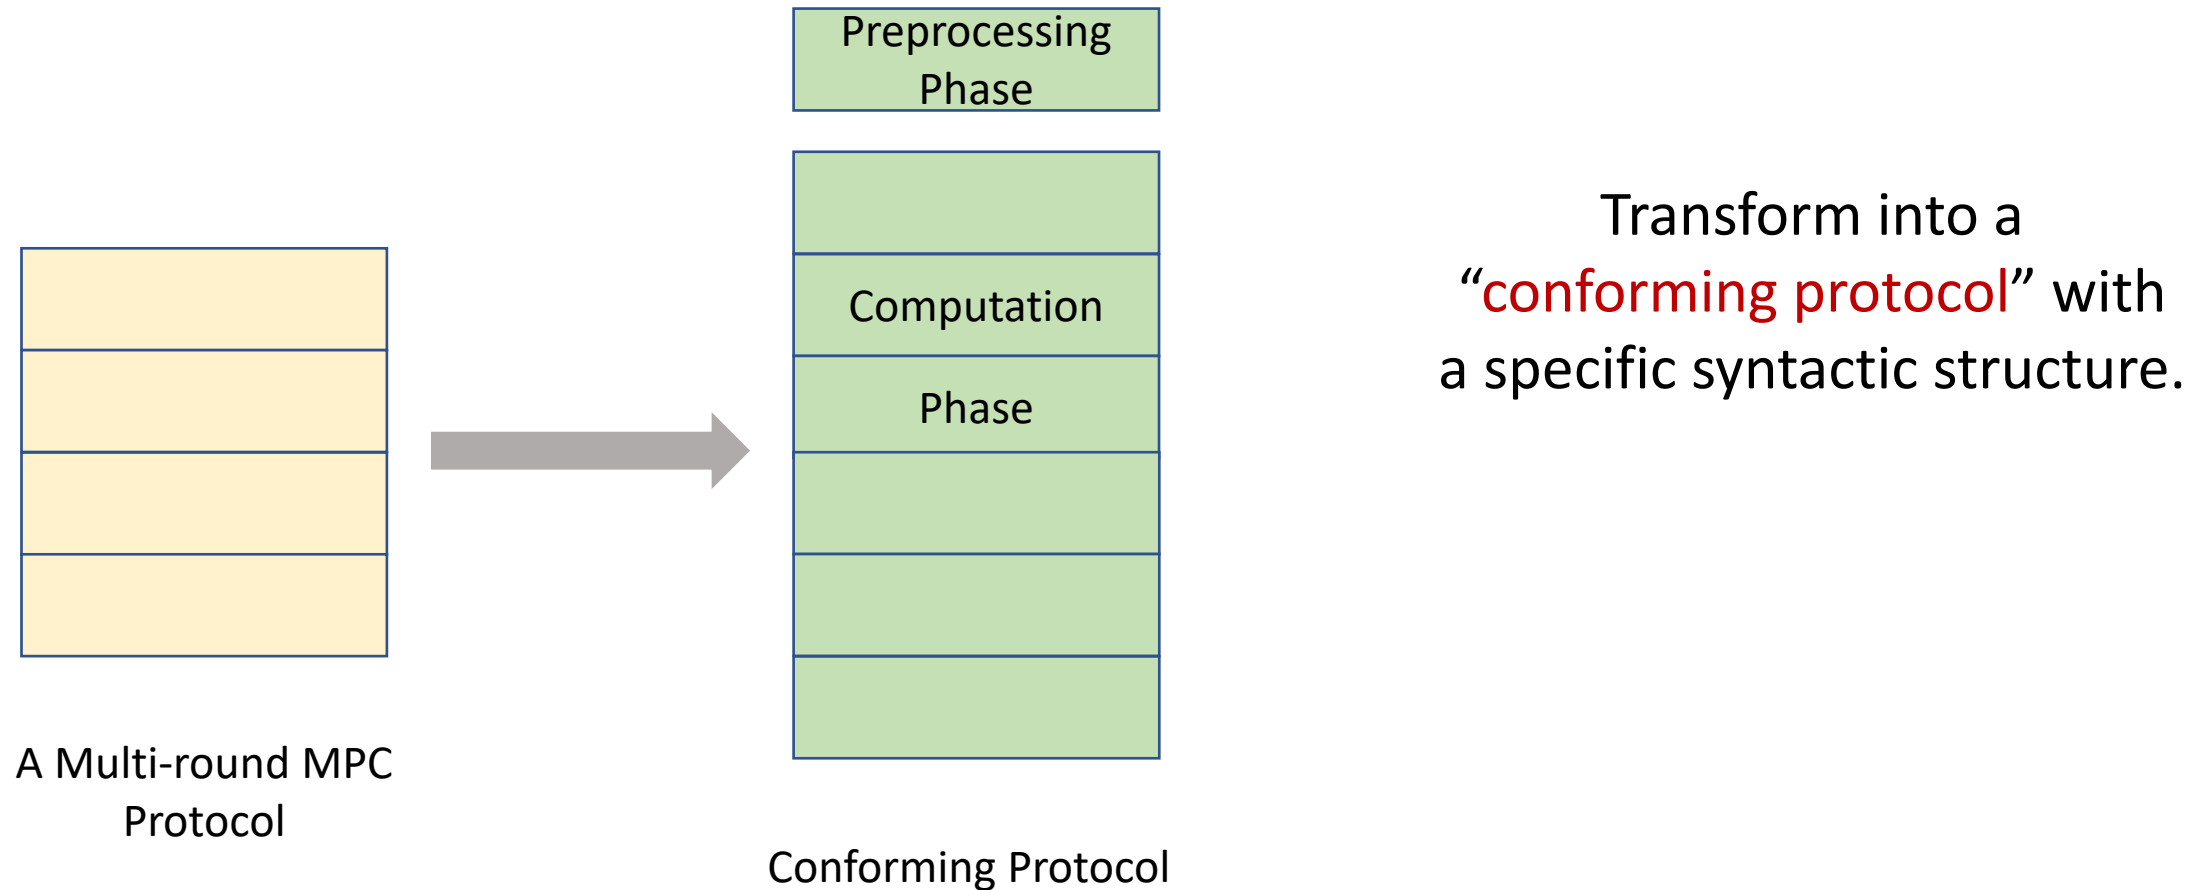 Preprocessing
Phase
Computation
Phase
Transform into a
“conforming protocol” with
a specific syntactic structure.
A Multi-round MPC
Protocol
Conforming Protocol